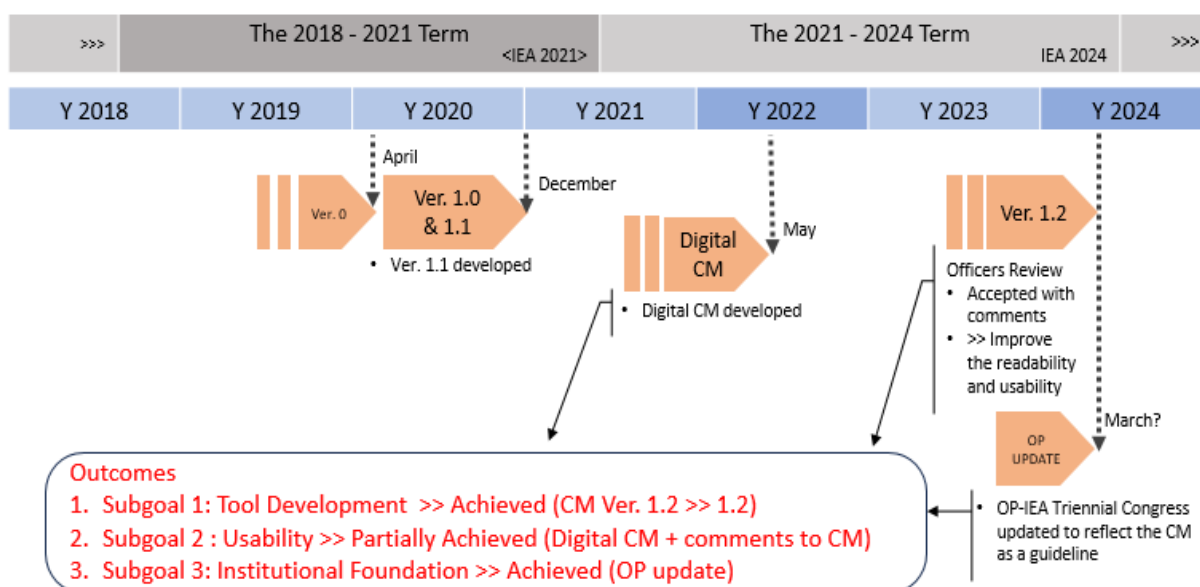 >>>
The 2018 - 2021 Term
<IEA 2021>
The 2021 - 2024 Term
IEA 2024
>>>
Y 2018
Y 2019
Y 2020
Y 2021
Y 2022
Y 2023
Y 2024
April
Ver. 0
Ver. 1.0
& 1.1
December
• Ver. 1.1 developed
Digital
CM
May
• Digital CM developed
Ver. 1.2
Officers Review
• Accepted with
comments
• >> Improve
the readability
and usability
March?
OP
UPDATE
• OP-IEA Triennial Congress
updated to reflect the CM
as a guideline
Outcomes
1. Subgoal 1: Tool Development >> Achieved (CM Ver. 1.2 >> 1.2)
2. Subgoal 2 : Usability >> Partially Achieved (Digital CM + comments to CM)
3. Subgoal 3: Institutional Foundation >> Achieved (OP update)